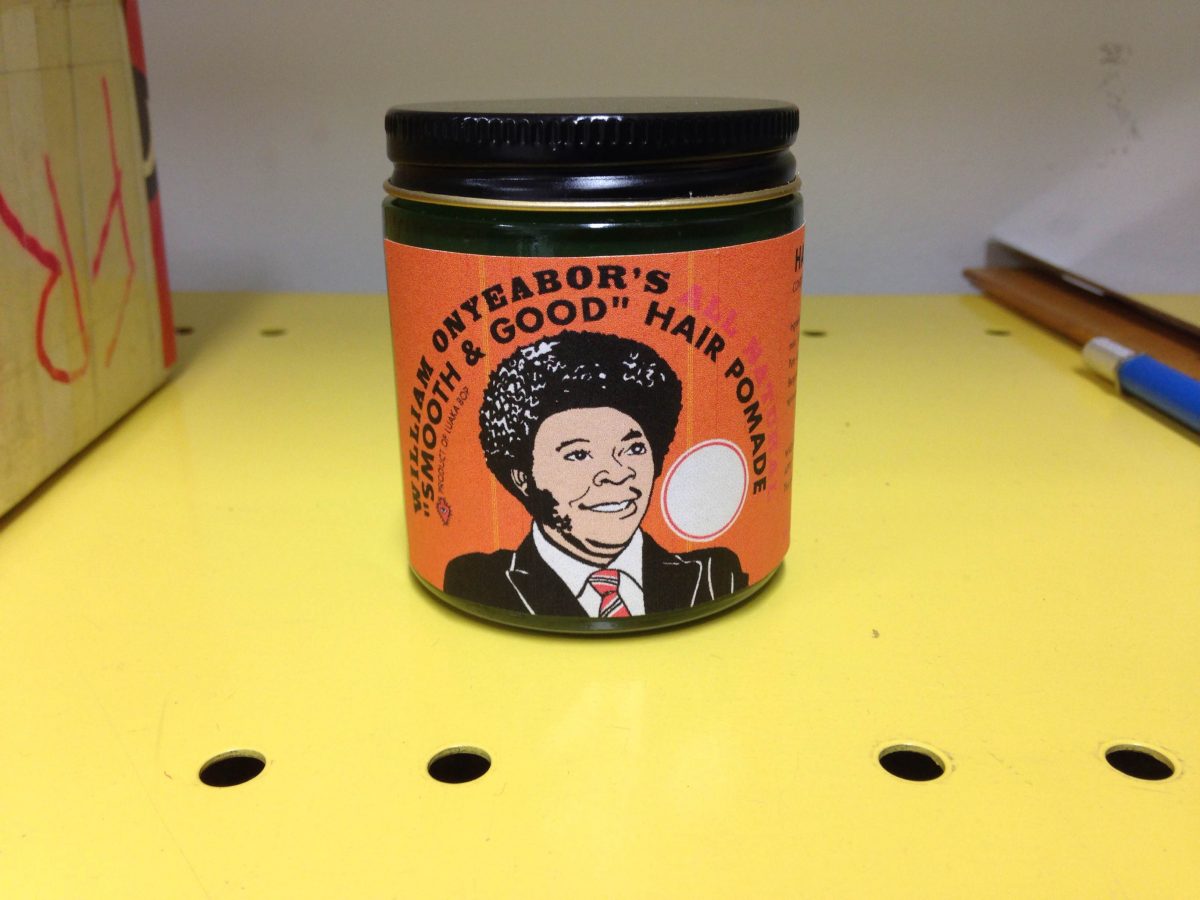 WILLIAM ONYEABOR'S ALL NATURAL
"SMOOTH & GOOD" HAIR POMADE
PRODUCT OF LUAKA BOP